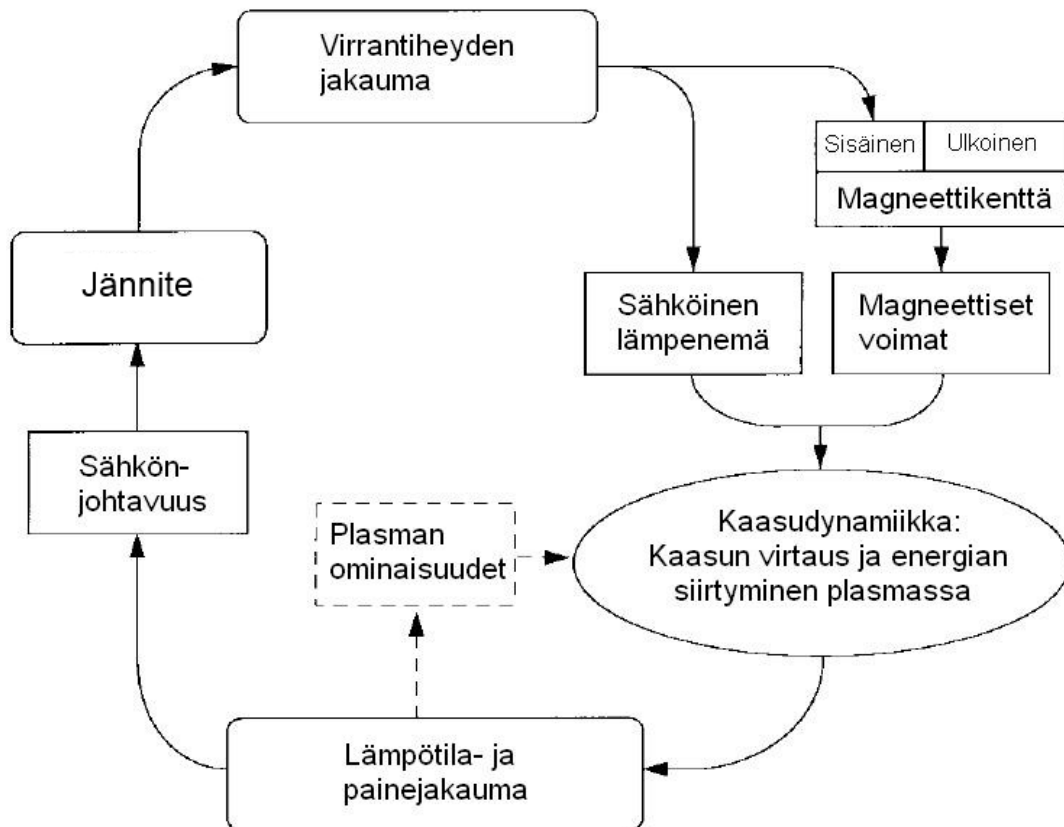 Virrantiheyden
jakauma
Sisäinen
Ulkoinen
Magneettikenttä
Jännite
Sähköinen
lämpenemä
Magneettiset
voimat
Sähkön-
johtavuus
Plasman
ominaisuudet
Kaasudynamiikka:
Kaasun virtaus ja energian
siirtyminen plasmassa
Lämpötila- ja
painejakauma